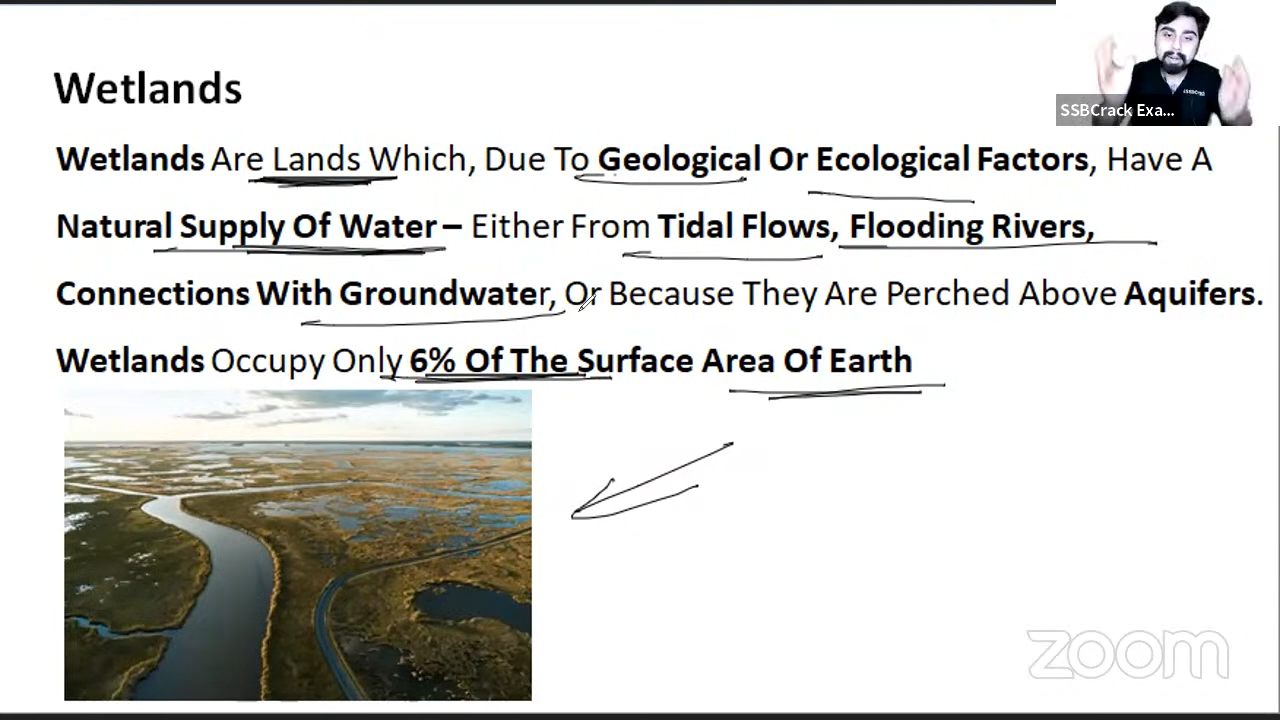 Wetlands
SSBCrack Exa...
Wetlands Are Lands Which, Due To Geological Or Ecological Factors, Have A
Natural Supply Of Water – Either From Tidal Flows, Flooding Rivers,
Connections With Groundwater, Or Because They Are Perched Above Aquifers.
Wetlands Occupy Only 6% Of The Surface Area Of Earth
zoom